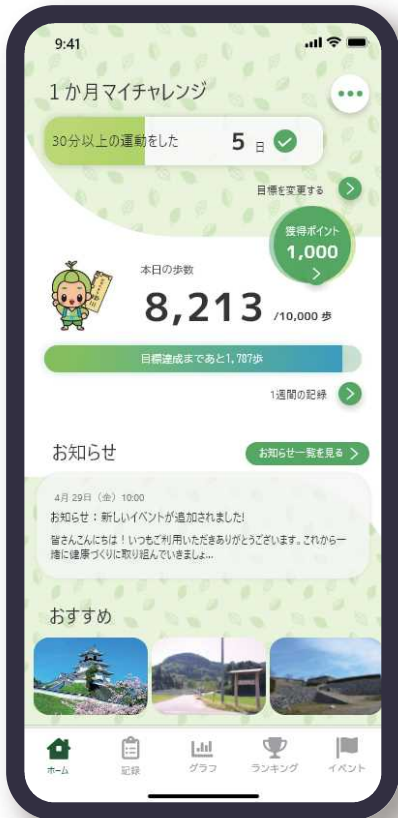 9:41
1か月マイチャレンジ
30分以上の運動をした 5 日
目標を変更する
獲得ポイント
1,000
本日の歩数
8,213 /10,000 歩
目標達成まであと1,787歩
1週間の記録
お知らせ
お知らせ一覧を見る
4月29日（金）10:00
お知らせ：新しいイベントが追加されました!
皆さんこんにちは！いつもご利用いただきありがとうございます。これから一
緒に健康づくりに取り組んでいきましょ...
おすすめ
ホーム 記録 グラフ ランキング イベント